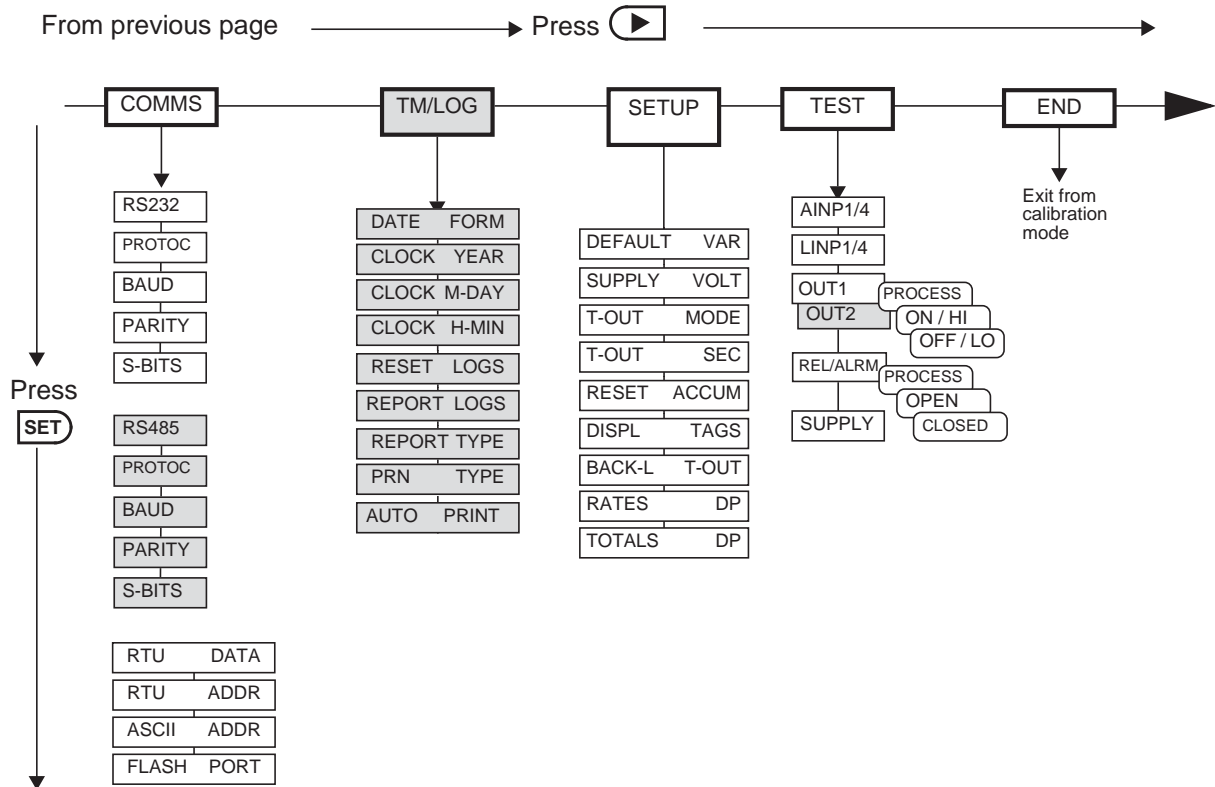 From previous page
Press
COMMS
TM/LOG
SETUP
TEST
END
Press
SET
RS232
PROTOC
BAUD
PARITY
S-BITS
RS485
PROTOC
BAUD
PARITY
S-BITS
RTU DATA
RTU ADDR
ASCII ADDR
FLASH PORT
DATE FORM
CLOCK YEAR
CLOCK M-DAY
CLOCK H-MIN
RESET LOGS
REPORT LOGS
REPORT TYPE
PRN TYPE
AUTO PRINT
DEFAULT VAR
SUPPLY VOLT
T-OUT MODE
T-OUT SEC
RESET ACCUM
DISPL TAGS
BACK-L T-OUT
RATES DP
TOTALS DP
AINP1/4
LINP1/4
OUT1
OUT2
PROCESS
ON / HI
OFF / LO
REL/ALRM
PROCESS
OPEN
CLOSED
SUPPLY
Exit from
calibration
mode